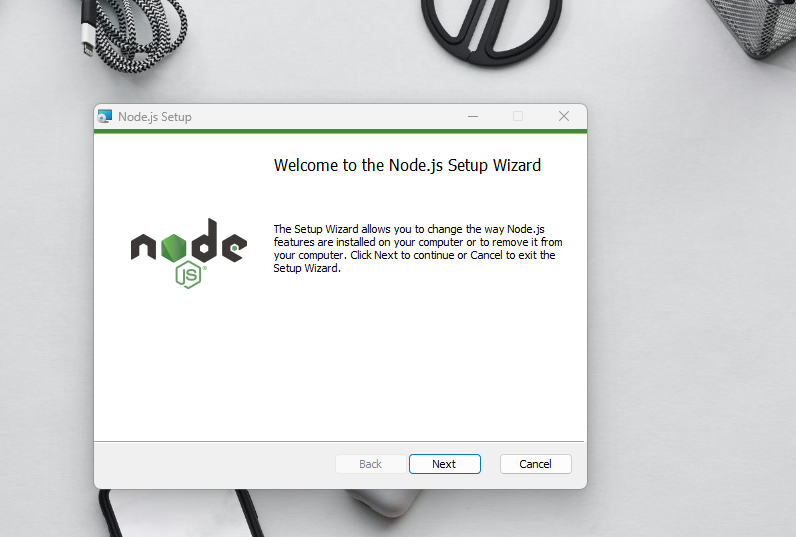 Node.js Setup
Welcome to the Node.js Setup Wizard
node
JS
The Setup Wizard allows you to change the way Node.js
features are installed on your computer or to remove it from
your computer. Click Next to continue or Cancel to exit the
Setup Wizard.
Back
Next
Cancel